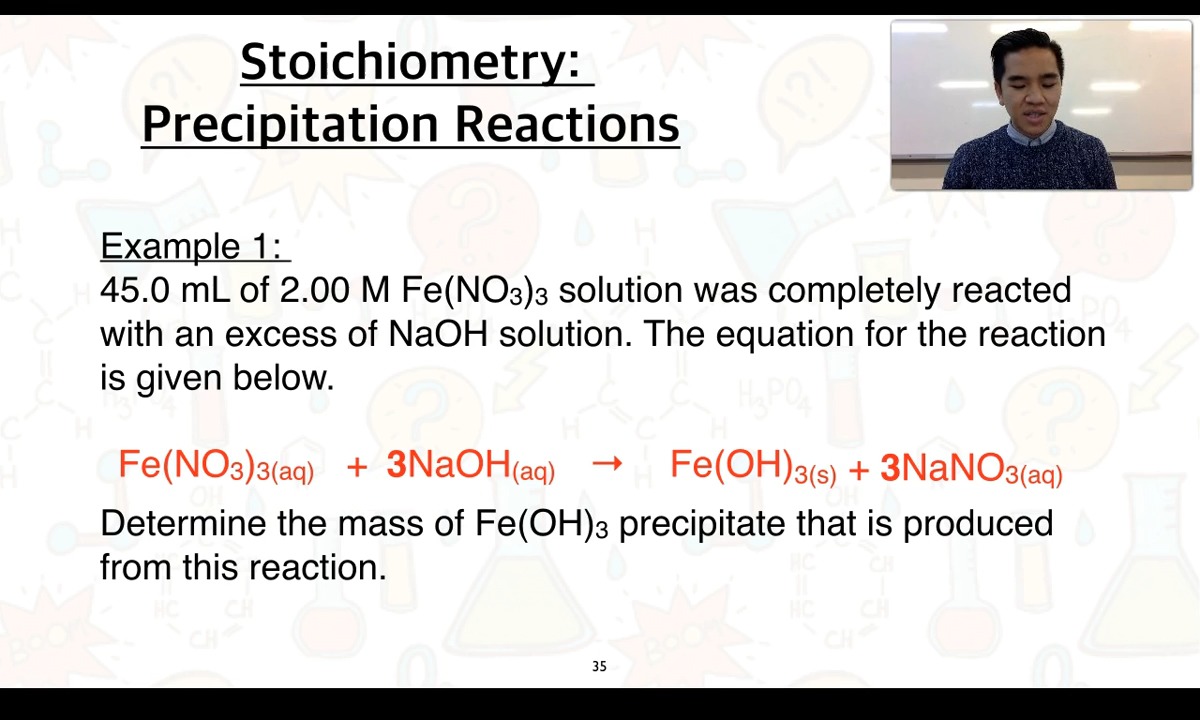 Stoichiometry:
Precipitation Reactions
Example 1:
45.0 mL of 2.00 M Fe(NO₃)₃ solution was completely reacted
with an excess of NaOH solution. The equation for the reaction
is given below.
Fe(NO₃)₃(aq) + 3NaOH(aq) → Fe(OH)₃(s) + 3NaNO₃(aq)
Determine the mass of Fe(OH)₃ precipitate that is produced
from this reaction.
35